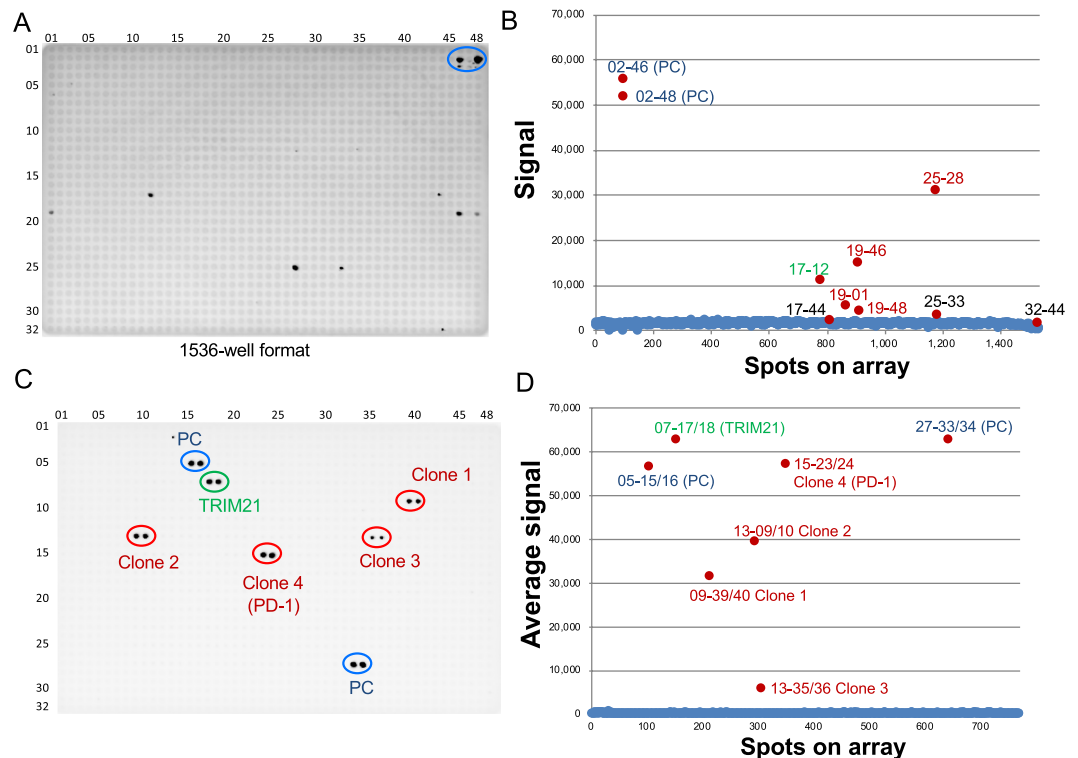 A
01 05 10 15 20 25 30 35 40 45 48
01
05
10
15
20
25
30
32
1536-well format
B
70,000
60,000
50,000
40,000
30,000
20,000
10,000
0
Signal
02-46 (PC)
02-48 (PC)
25-28
19-46
17-12
19-01
17-44
19-48
25-33
32-44
0 200 400 600 800 1,000 1,200 1,400
Spots on array
C
01 05 10 15 20 25 30 35 40 45 48
01
05
10
15
20
25
30
32
PC
TRIM21
Clone 1
Clone 2
Clone 3
Clone 4
(PD-1)
PC
D
70,000
60,000
50,000
40,000
30,000
20,000
10,000
0
Average signal
07-17/18 (TRIM21)
27-33/34 (PC)
05-15/16 (PC)
15-23/24
Clone 4 (PD-1)
13-09/10 Clone 2
09-39/40 Clone 1
13-35/36 Clone 3
0 100 200 300 400 500 600 700
Spots on array